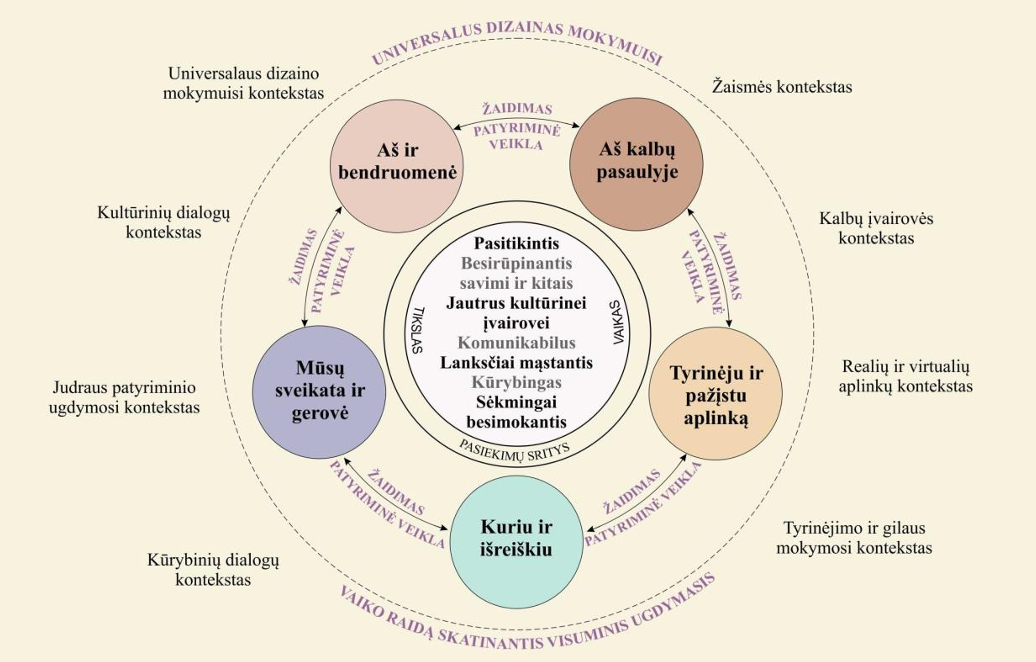 UNIVERSALUS DIZAINAS MOKYMUISI
Universalaus dizaino
mokymuisi kontekstas
Žaismės kontekstas
ŽAIDIMAS
PATYRIMINĖ
VEIKLA
Aš ir
bendruomenė
Aš kalbų
pasaulyje
Kultūrinių dialogų
kontekstas
Kalbų įvairovės
kontekstas
ŽAIDIMAS
PATYRIMINĖ
VEIKLA
ŽAIDIMAS
PATYRIMINĖ
VEIKLA
Pasitikintis
Besirūpinantis
savimi ir kitais
Jautrus kultūrinei
įvairovei
Komunikabilus
Lanksčiai mąstantis
Kūrybingas
Sėkmingai
besimokantis
TIKSLAS
VAIKAS
PASIEKIMŲ SRITYS
Mūsų
sveikata ir
gerovė
Tyrinėju ir
pažįstu
aplinką
Judraus patyriminio
ugdymosi kontekstas
Realių ir virtualių
aplinkų kontekstas
ŽAIDIMAS
PATYRIMINĖ VEIKLA
ŽAIDIMAS
PATYRIMINĖ VEIKLA
Kuriu ir
išreiškiu
Kūrybinių dialogų
kontekstas
Tyrinėjimo ir gilaus
mokymosi kontekstas
VAIKO RAIDĄ SKATINANTIS VISUMINIS UGDYMASIS